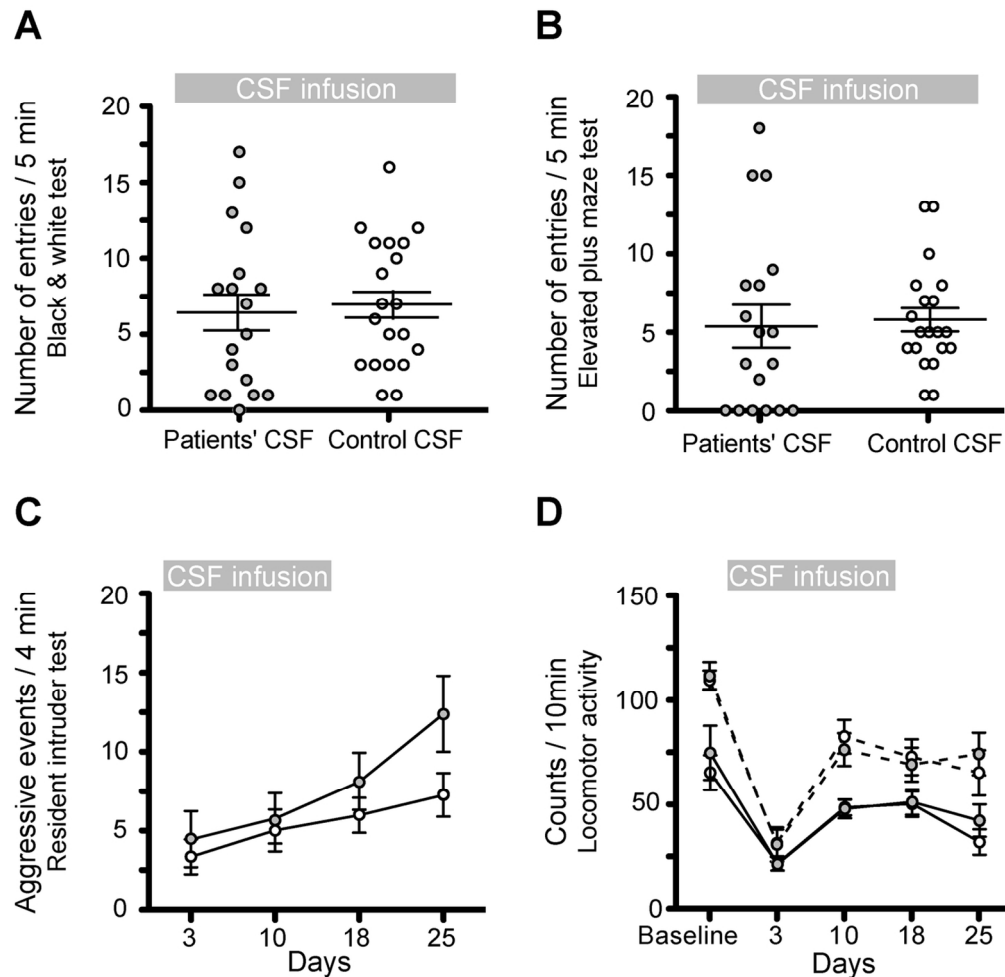 A
CSF infusion
Number of entries / 5 min
Black & white test
20
15
10
5
0
Patients' CSF
Control CSF
B
CSF infusion
Number of entries / 5 min
Elevated plus maze test
20
15
10
5
0
Patients' CSF
Control CSF
C
CSF infusion
Aggressive events / 4 min
Resident intruder test
20
15
10
5
0
3 10 18 25
Days
D
CSF infusion
Counts / 10min
Locomotor activity
150
100
50
0
Baseline 3 10 18 25
Days